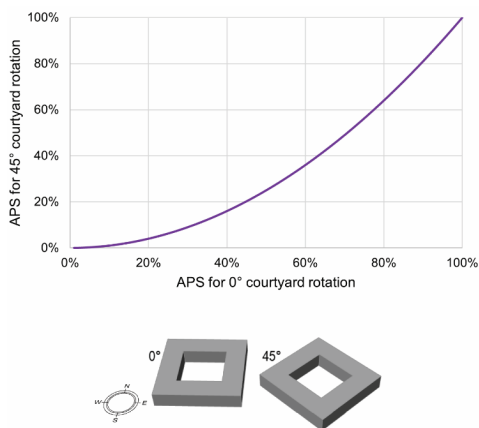 100%
80%
60%
40%
20%
0%
APS for 45° courtyard rotation
0% 20% 40% 60% 80% 100%
APS for 0° courtyard rotation
0° 45°
N
W E
S